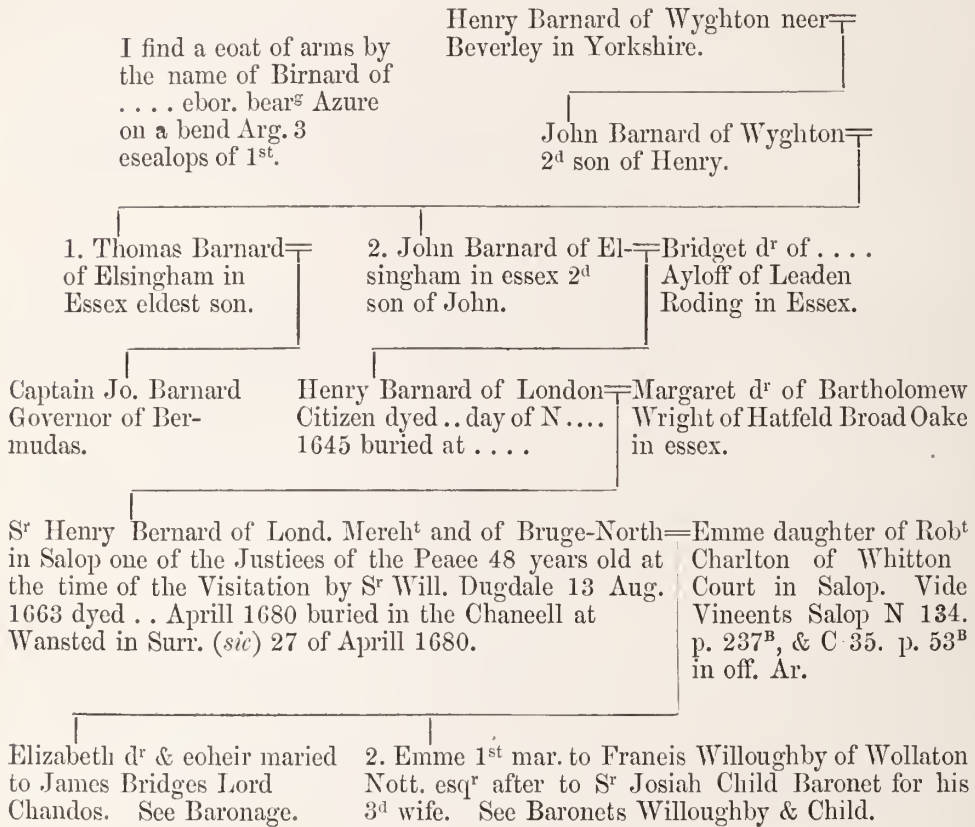 Henry Barnard of Wyghton neer
Beverley in Yorkshire.
I find a eoat of arms by
the name of Birnard of
. . . . ebor. bearᵍ Azure
on a bend Arg. 3
esealops of 1ˢᵗ.
John Barnard of Wyghton
2ᵈ son of Henry.
1. Thomas Barnard
of Elsingham in
Essex eldest son.
2. John Barnard of El-
singham in essex 2ᵈ
son of John.
Bridget dʳ of . . . .
Ayloff of Leaden
Roding in Essex.
Captain Jo. Barnard
Governor of Ber-
mudas.
Henry Barnard of London
Citizen dyed .. day of N....
1645 buried at . . . .
Margaret dʳ of Bartholomew
Wright of Hatfeld Broad Oake
in essex.
Sʳ Henry Bernard of Lond. Merehᵗ and of Bruge-North
in Salop one of the Justiees of the Peaee 48 years old at
the time of the Visitation by Sʳ Will. Dugdale 13 Aug.
1663 dyed . . Aprill 1680 buried in the Chaneell at
Wansted in Surr. (sic) 27 of Aprill 1680.
Emme daughter of Robᵗ
Charlton of Whitton
Court in Salop. Vide
Vineents Salop N 134.
p. 237ᴮ, & C 35. p. 53ᴮ
in off. Ar.
Elizabeth dʳ & eoheir maried
to James Bridges Lord
Chandos. See Baronage.
2. Emme 1ˢᵗ mar. to Franeis Willoughby of Wollaton
Nott. esqʳ after to Sʳ Josiah Child Baronet for his
3ᵈ wife. See Baronets Willoughby & Child.